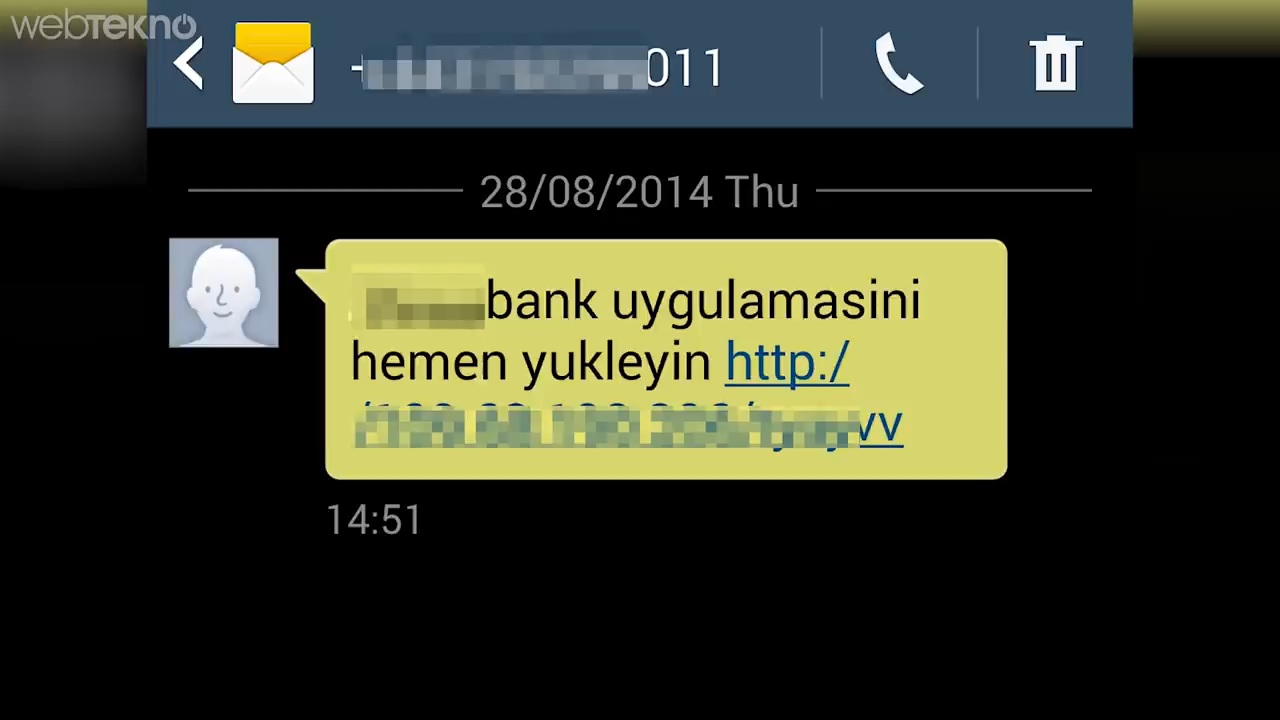 webtekno
011
28/08/2014 Thu
bank uygulamasini
hemen yukleyin http:/
vv
14:51